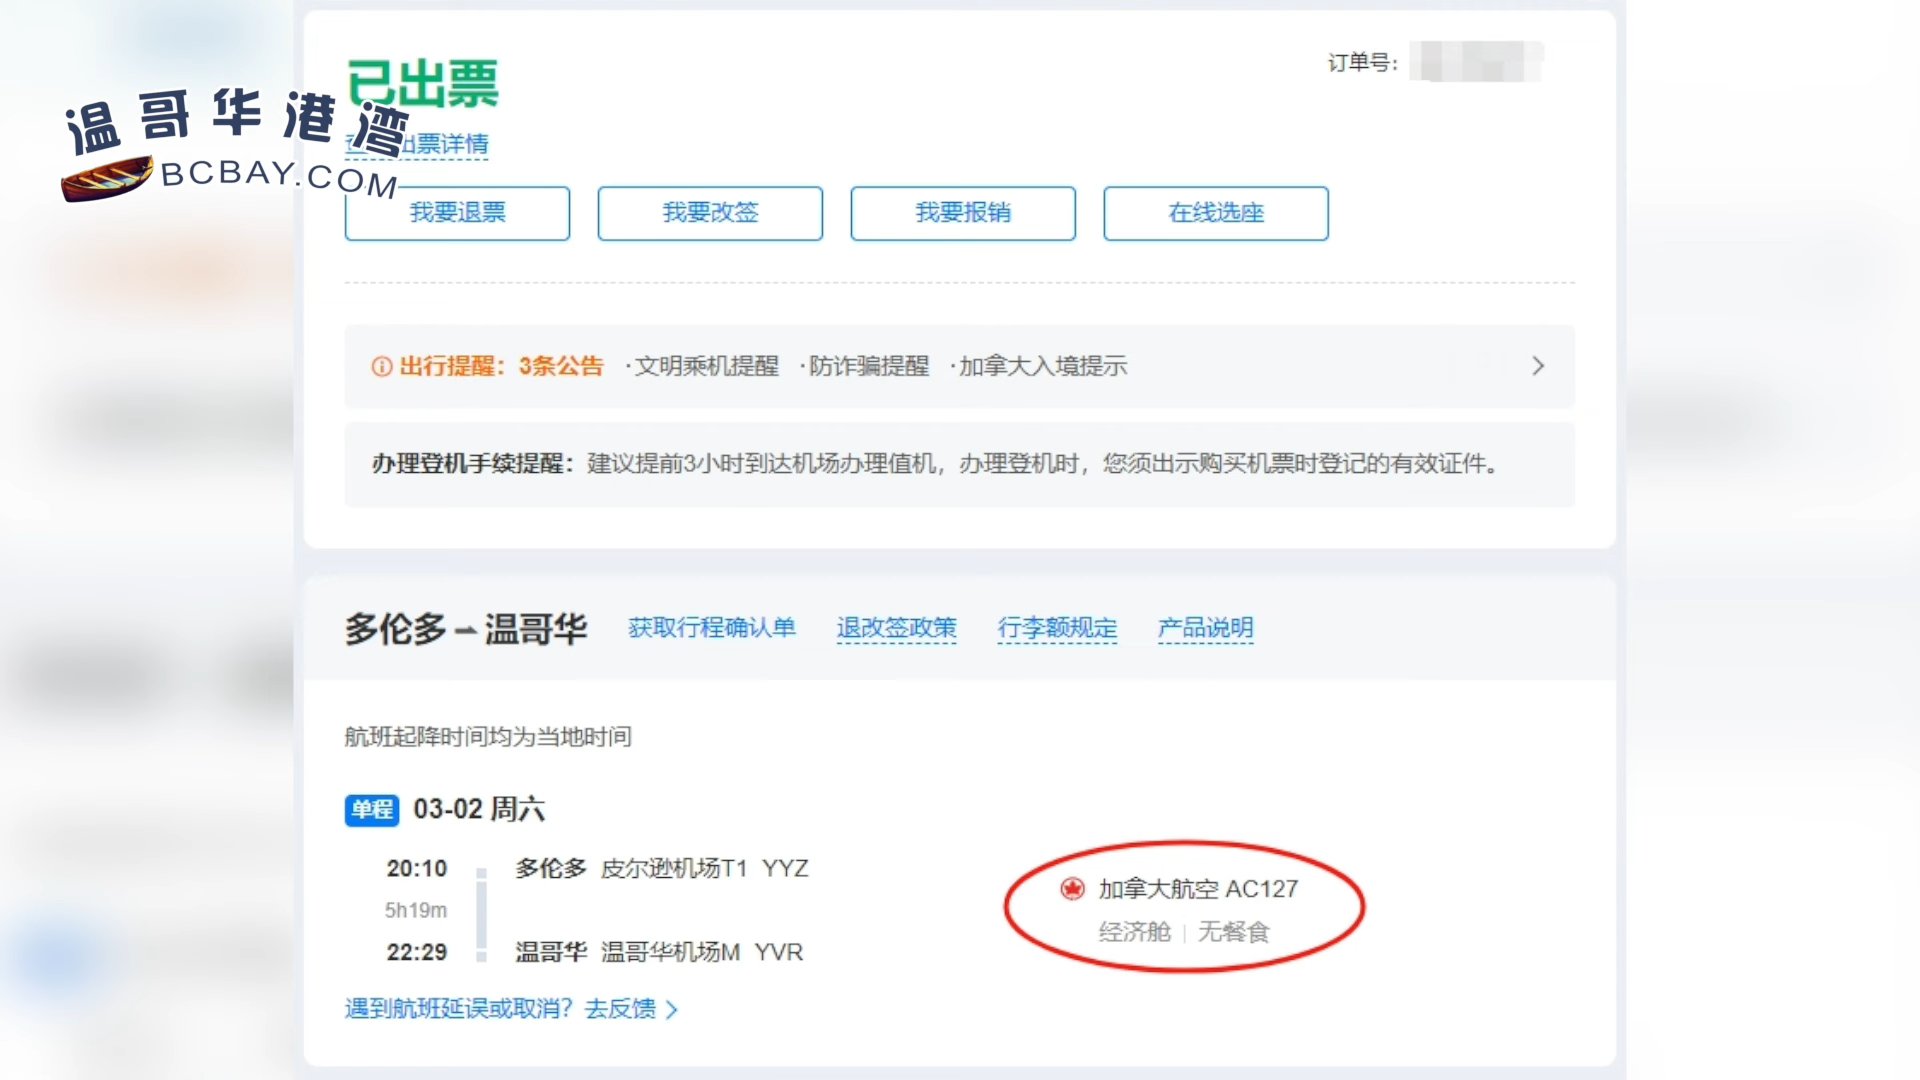 已出票
订单号:
温哥华港湾
BCBAY.COM
出票详情
我要退票
我要改签
我要报销
在线选座
出行提醒：3条公告 ·文明乘机提醒 ·防诈骗提醒 ·加拿大入境提示
办理登机手续提醒：建议提前3小时到达机场办理值机，办理登机时，您须出示购买机票时登记的有效证件。
多伦多 温哥华 获取行程确认单 退改签政策 行李额规定 产品说明
航班起降时间均为当地时间
单程 03-02 周六
20:10 多伦多 皮尔逊机场T1 YYZ
5h19m
22:29 温哥华 温哥华机场M YVR
加拿大航空 AC127
经济舱 | 无餐食
遇到航班延误或取消？去反馈